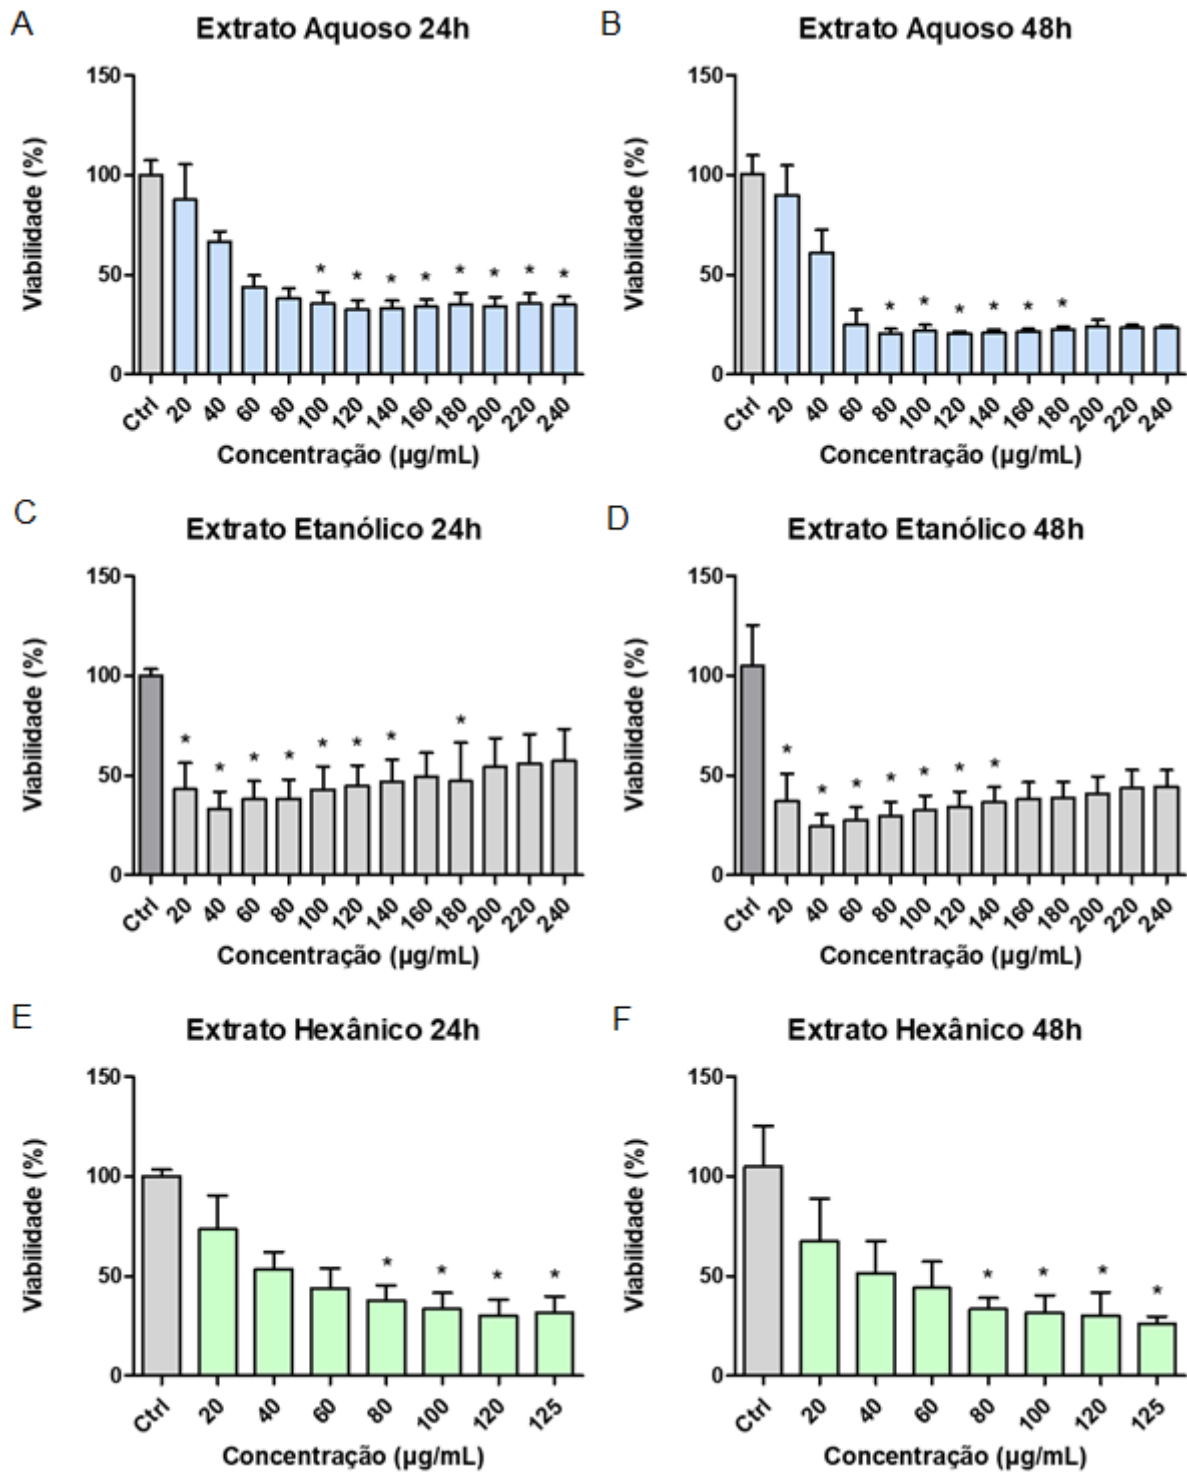 A
Extrato Aquoso 24h
Viabilidade (%)
150
100
50
0
* * * * * * * *
Ctrl 20 40 60 80 100 120 140 160 180 200 220 240
Concentração (µg/mL)
B
Extrato Aquoso 48h
Viabilidade (%)
150
100
50
0
* * * * * *
Ctrl 20 40 60 80 100 120 140 160 180 200 220 240
Concentração (µg/mL)
C
Extrato Etanólico 24h
Viabilidade (%)
150
100
50
0
* * * * * * * *
Ctrl 20 40 60 80 100 120 140 160 180 200 220 240
Concentração (µg/mL)
D
Extrato Etanólico 48h
Viabilidade (%)
150
100
50
0
* * * * * * *
Ctrl 20 40 60 80 100 120 140 160 180 200 220 240
Concentração (µg/mL)
E
Extrato Hexânico 24h
Viabilidade (%)
150
100
50
0
* * * *
Ctrl 20 40 60 80 100 120 125
Concentração (µg/mL)
F
Extrato Hexânico 48h
Viabilidade (%)
150
100
50
0
* * * *
Ctrl 20 40 60 80 100 120 125
Concentração (µg/mL)